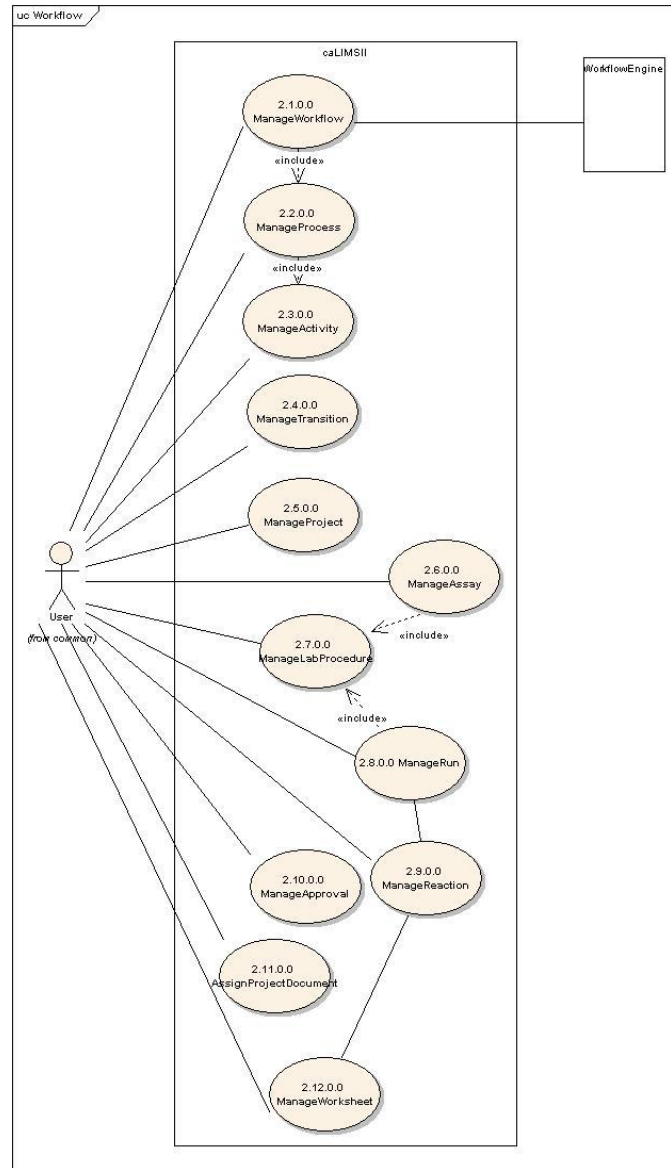 uc Workflow
caLIMSII
WorkflowEngine
2.1.0.0
ManageWorkflow
«include»
2.2.0.0
ManageProcess
«include»
2.3.0.0
ManageActivity
2.4.0.0
ManageTransition
2.5.0.0
ManageProject
2.6.0.0
ManageAssay
«include»
User
(from common)
2.7.0.0
ManageLabProcedure
«include»
2.8.0.0 ManageRun
2.9.0.0
ManageReaction
2.10.0.0
ManageApproval
2.11.0.0
AssignProjectDocument
2.12.0.0
ManageWorksheet